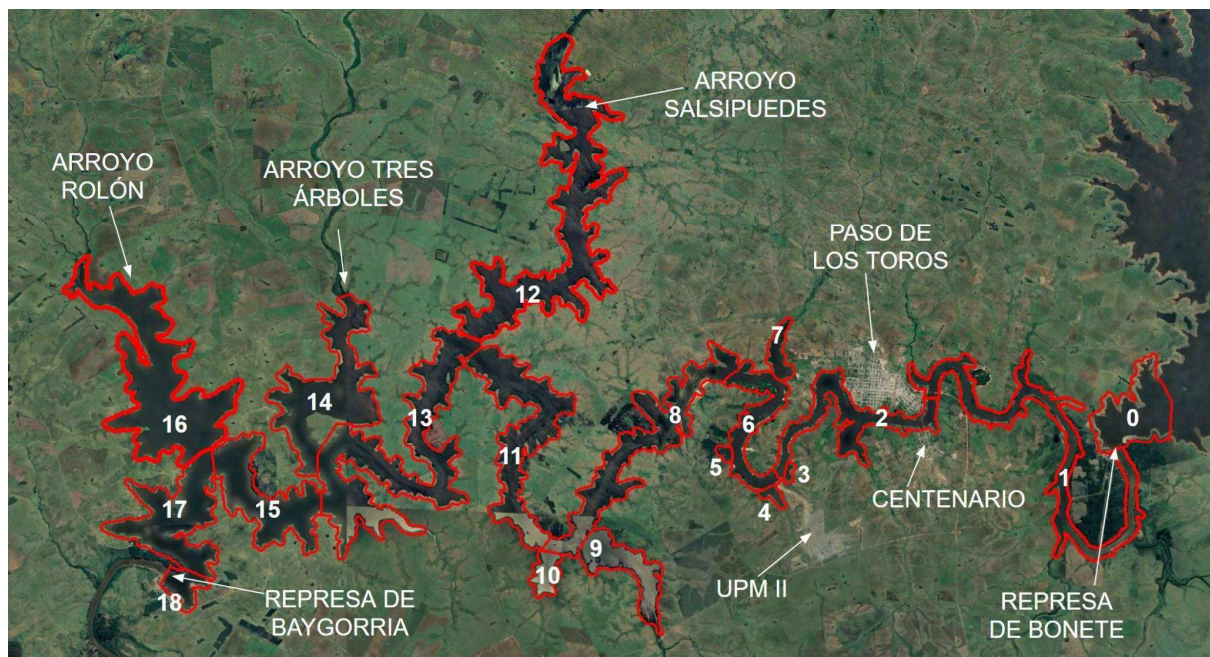 ARROYO
SALSIPUEDES
ARROYO
ROLÓN
ARROYO TRES
ÁRBOLES
PASO DE
LOS TOROS
12
7
14
13
8
2
0
16
6
11
5
3
1
17
15
4
CENTENARIO
9
10
UPM II
18
REPRESA DE
BAYGORRIA
REPRESA
DE BONETE